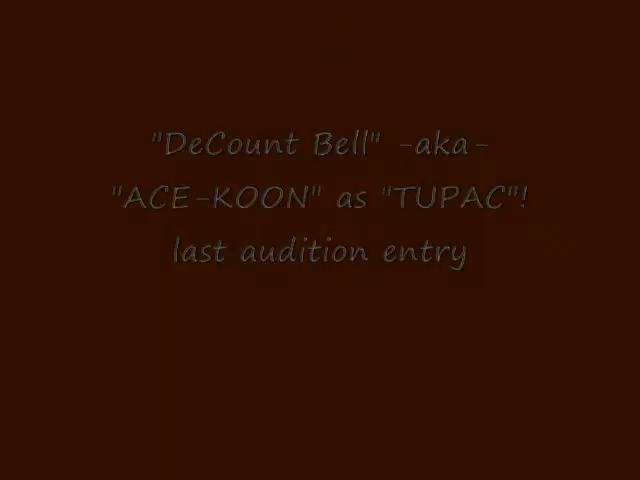 "DeCount Bell" -aka-
"ACE-KOON" as "TUPAC"!
last audition entry